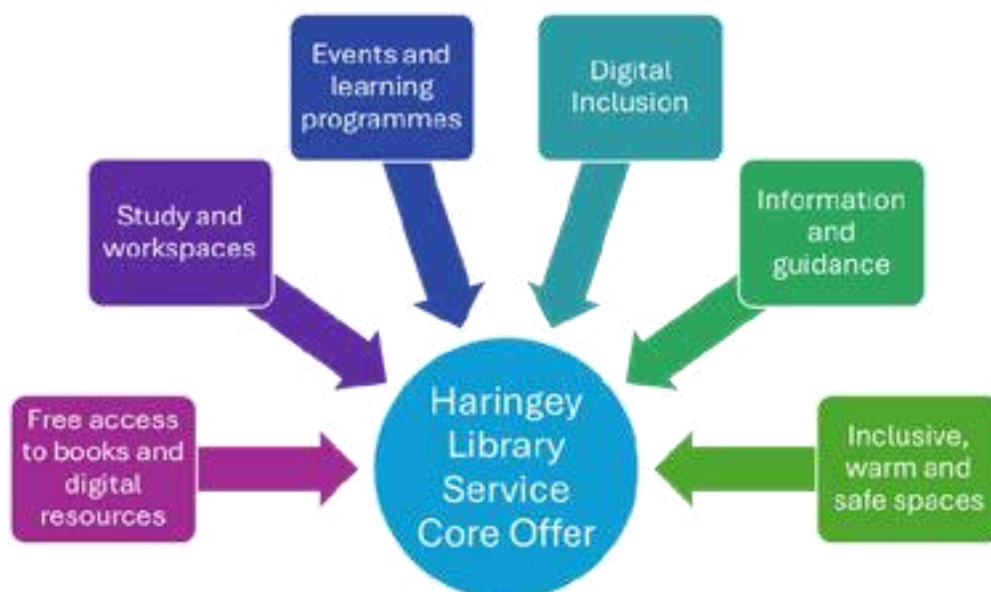 Free access
to books and
digital
resources
Study and
workspaces
Events and
learning
programmes
Digital
Inclusion
Information
and
guidance
Inclusive,
warm and
safe spaces
Haringey
Library
Service
Core Offer